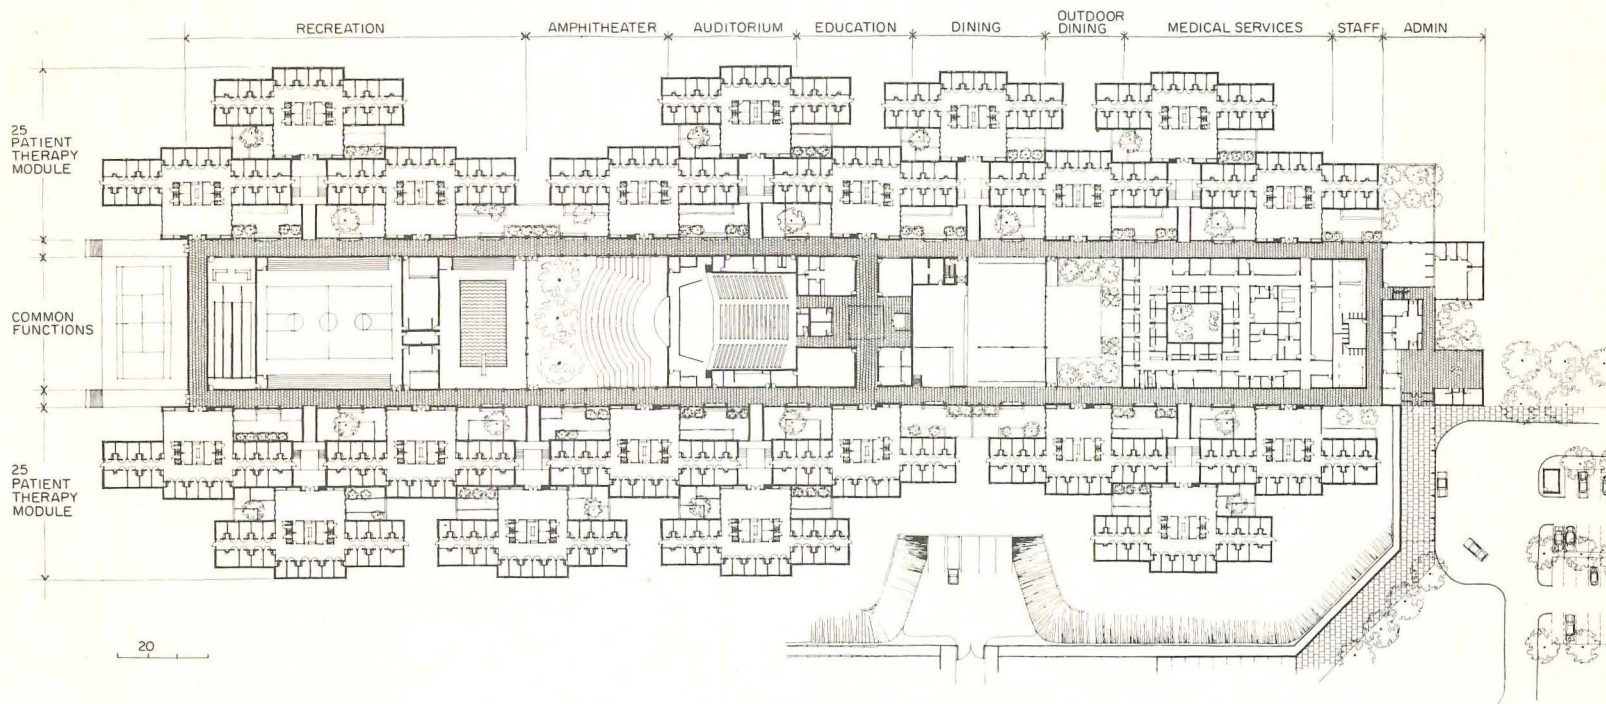 RECREATION
AMPHITHEATER
AUDITORIUM
EDUCATION
DINING
OUTDOOR
DINING
MEDICAL SERVICES
STAFF
ADMIN
25
PATIENT
THERAPY
MODULE
COMMON
FUNCTIONS
25
PATIENT
THERAPY
MODULE
20